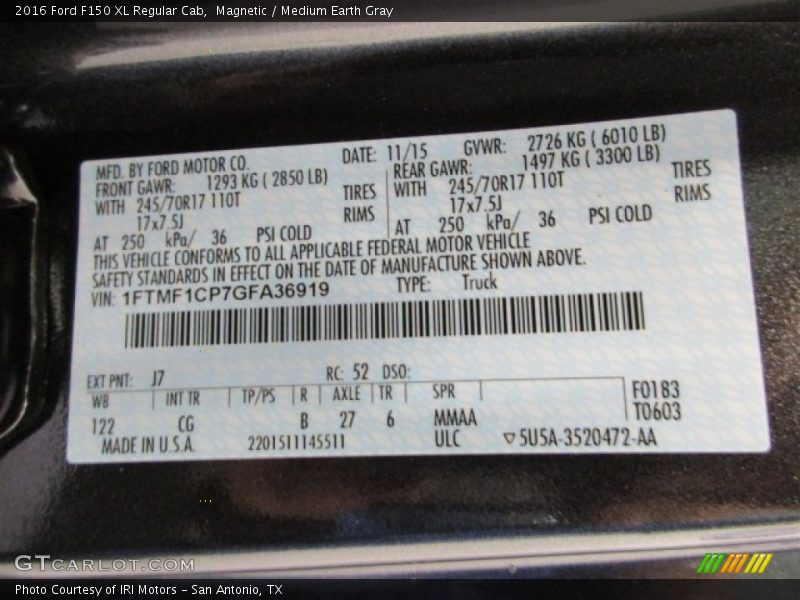 2016 Ford F150 XL Regular Cab,  Magnetic / Medium Earth Gray
MFD. BY FORD MOTOR CO. DATE: 11/15 GVWR: 2726 KG ( 6010 LB)
FRONT GAWR: 1293 KG ( 2850 LB) REAR GAWR: 1497 KG ( 3300 LB)
WITH 245/70R17 110T TIRES WITH 245/70R17 110T TIRES
17x7.5J RIMS 17x7.5J RIMS
AT 250 kPa/ 36 PSI COLD AT 250 kPa/ 36 PSI COLD
THIS VEHICLE CONFORMS TO ALL APPLICABLE FEDERAL MOTOR VEHICLE
SAFETY STANDARDS IN EFFECT ON THE DATE OF MANUFACTURE SHOWN ABOVE.
VIN: 1FTMF1CP7GFA36919 TYPE: Truck
EXT PNT: J7 RC: 52 DSO:
WB INT TR TP/PS R AXLE TR SPR F0183
122 CG B 27 6 MMAA T0603
MADE IN U.S.A. 2201511145511 ULC ▽5U5A-3520472-AA
GTCARLOT.COM
Photo Courtesy of IRI Motors - San Antonio, TX